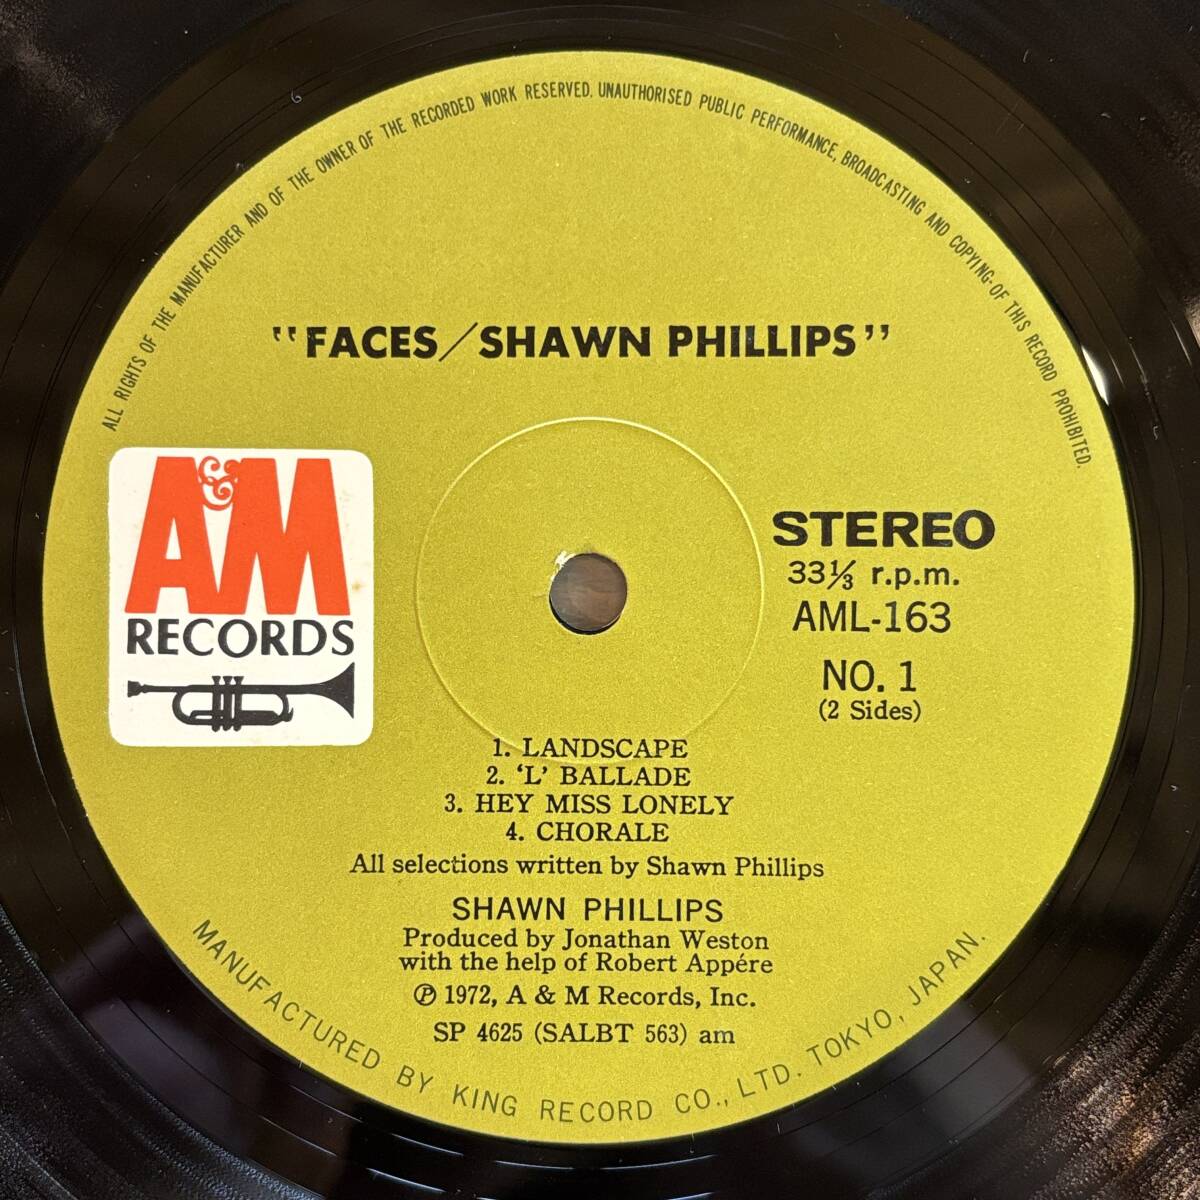 ALL RIGHTS OF THE MANUFACTURER AND OF THE OWNER OF THE RECORDED WORK RESERVED. UNAUTHORISED PUBLIC PERFORMANCE, BROADCASTING AND COPYING OF THIS RECORD PROHIBITED.
"FACES/SHAWN PHILLIPS"
A&M
RECORDS
STEREO
33⅓ r.p.m.
AML-163
NO. 1
(2 Sides)
1. LANDSCAPE
2. ‘L’ BALLADE
3. HEY MISS LONELY
4. CHORALE
All selections written by Shawn Phillips
SHAWN PHILLIPS
Produced by Jonathan Weston
with the help of Robert Appére
℗ 1972, A & M Records, Inc.
SP 4625 (SALBT 563) am
MANUFACTURED BY KING RECORD CO., LTD. TOKYO, JAPAN.